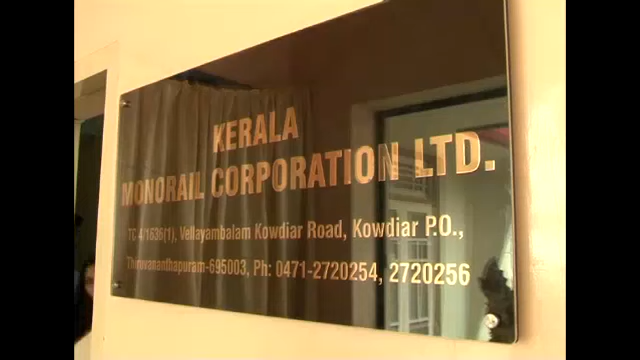 KERALA
MONORAIL CORPORATION LTD.
TC 4/1636(1), Vellayambalam Kowdiar Road, Kowdiar P.O.,
Thiruvananthapuram-695003, Ph: 0471-2720254, 2720256